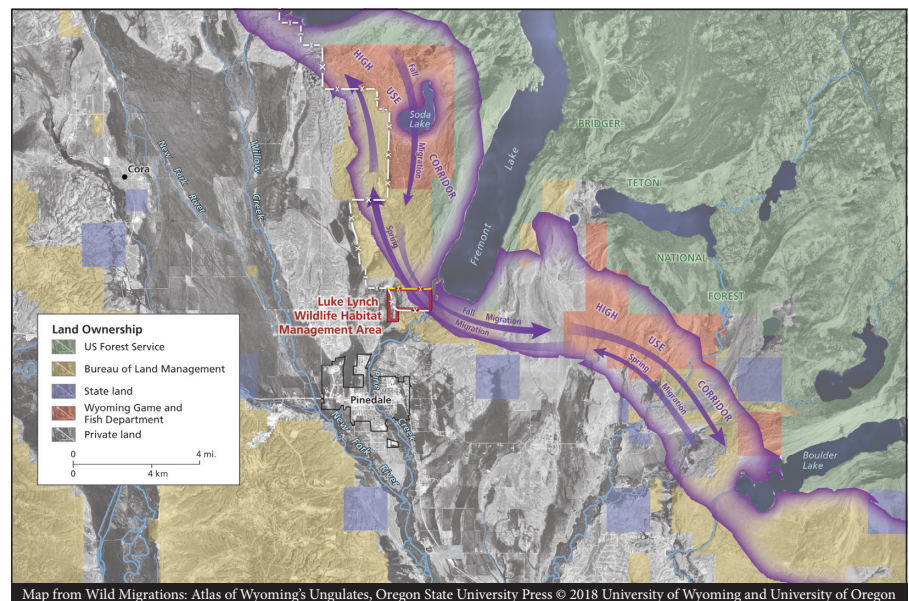 HIGH
USE
CORRIDOR
Fall
Migration
Soda
Lake
Fremont
Lake
BRIDGER-
TETON
NATIONAL
FOREST
Cora
New
Fork
River
Willow
Creek
Spring
Luke Lynch
Wildlife Habitat
Management Area
Fall Migration
Migration
HIGH
USE
CORRIDOR
Spring
Migration
Pinedale
Creek
New
Fork
River
Boulder
Lake
Land Ownership
US Forest Service
Bureau of Land Management
State land
Wyoming Game and
Fish Department
Private land
0 4 mi.
0 4 km
Map from Wild Migrations: Atlas of Wyoming's Ungulates, Oregon State University Press © 2018 University of Wyoming and University of Oregon